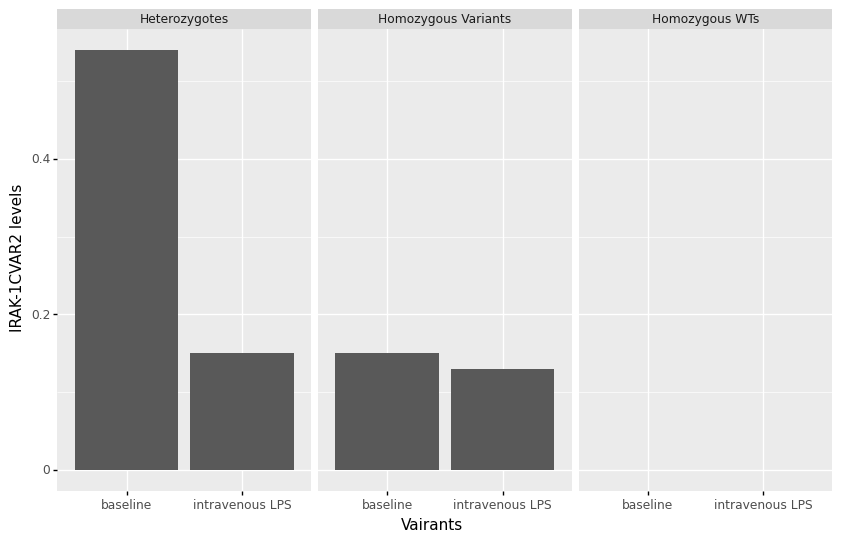 Heterozygotes
Homozygous Variants
Homozygous WTs
IRAK-1CVAR2 levels
0.4
0.2
0
baseline
intravenous LPS
baseline
intravenous LPS
baseline
intravenous LPS
Vairants